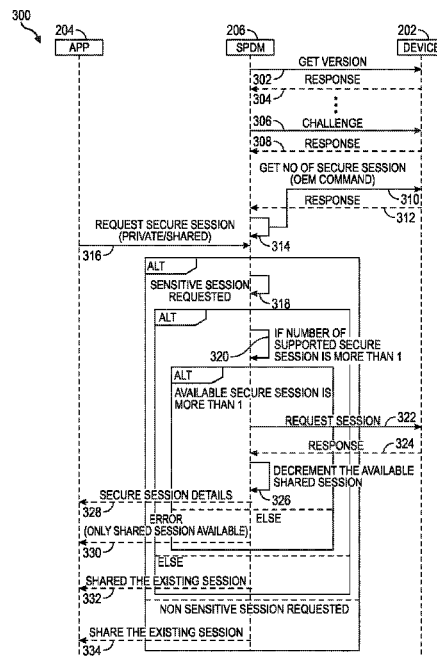 300
204
206
202
APP
SPDM
DEVICE
GET VERSION
302
RESPONSE
304
306
CHALLENGE
308
RESPONSE
GET NO OF SECURE SESSION
(OEM COMMAND)
310
RESPONSE
312
REQUEST SECURE SESSION
(PRIVATE/SHARED)
314
316
ALT
SENSITIVE SESSION
REQUESTED
318
ALT
IF NUMBER OF
SUPPORTED SECURE
SESSION IS MORE THAN 1
320
ALT
AVAILABLE SECURE SESSION IS
MORE THAN 1
REQUEST SESSION
322
RESPONSE
324
DECREMENT THE AVAILABLE
SHARED SESSION
326
SECURE SESSION DETAILS
328
ERROR
(ONLY SHARED SESSION AVAILABLE)
ELSE
330
ELSE
SHARED THE EXISTING SESSION
332
NON SENSITIVE SESSION REQUESTED
SHARE THE EXISTING SESSION
334